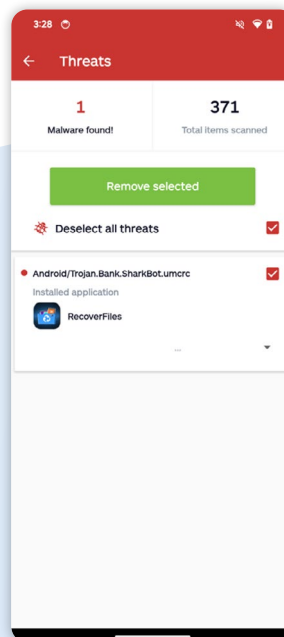 3:28
Threats
1
Malware found!
371
Total items scanned
Remove selected
Deselect all threats
Android/Trojan.Bank.SharkBot.umcrc
Installed application
RecoverFiles
...